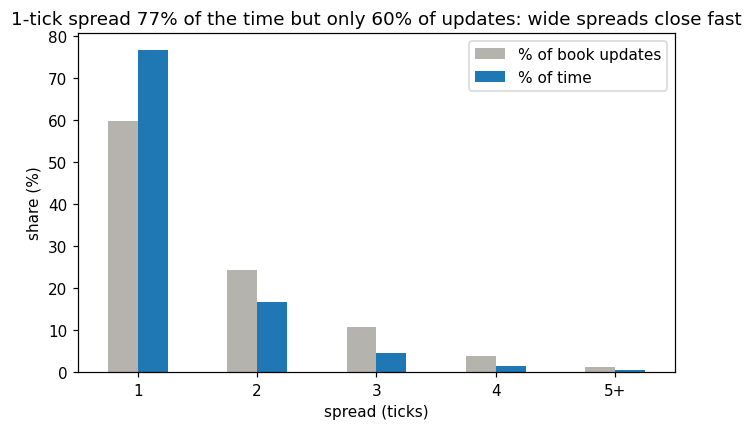 1-tick spread 77% of the time but only 60% of updates: wide spreads close fast
% of book updates
% of time
share (%)
80
70
60
50
40
30
20
10
0
1 2 3 4 5+
spread (ticks)